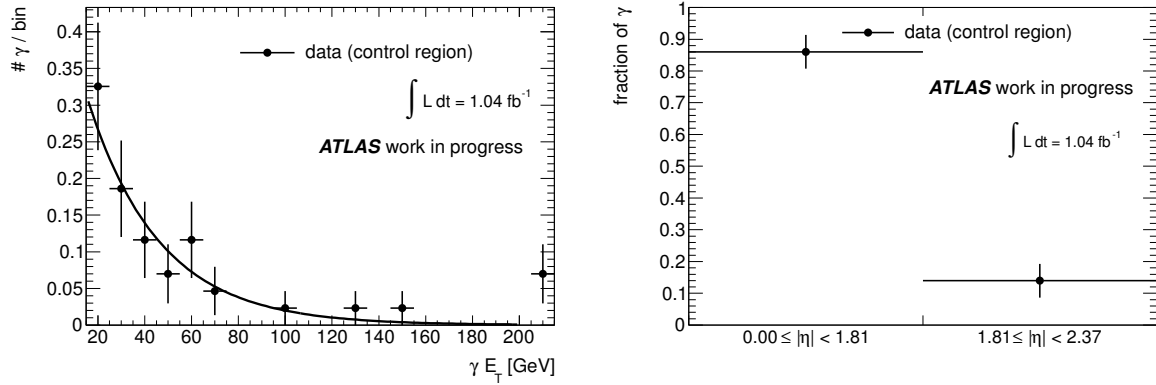 # γ / bin
0.4
0.35
0.3
0.25
0.2
0.15
0.1
0.05
0
data (control region)
∫ L dt = 1.04 fb⁻¹
ATLAS work in progress
20 40 60 80 100 120 140 160 180 200
γ E_T [GeV]
fraction of γ
1
0.9
0.8
0.7
0.6
0.5
0.4
0.3
0.2
0.1
0
data (control region)
ATLAS work in progress
∫ L dt = 1.04 fb⁻¹
0.00 ≤ |η| < 1.81 1.81 ≤ |η| < 2.37